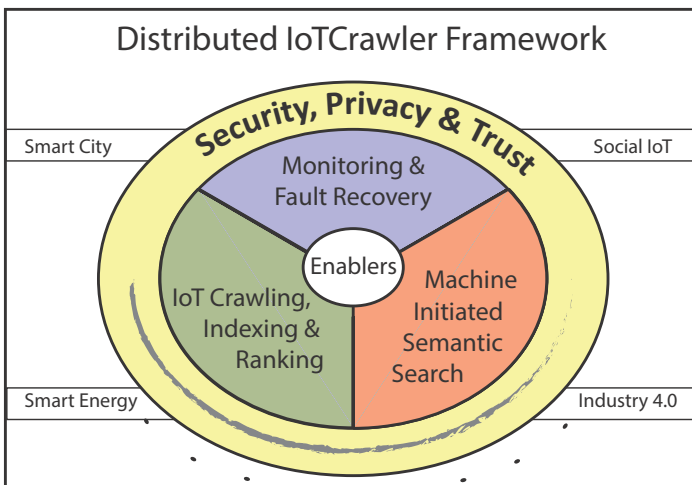 Distributed IoTCrawler Framework
Security, Privacy & Trust
Smart City
Social IoT
Monitoring &
Fault Recovery
Enablers
IoT Crawling,
Indexing &
Ranking
Machine
Initiated
Semantic
Search
Smart Energy
Industry 4.0